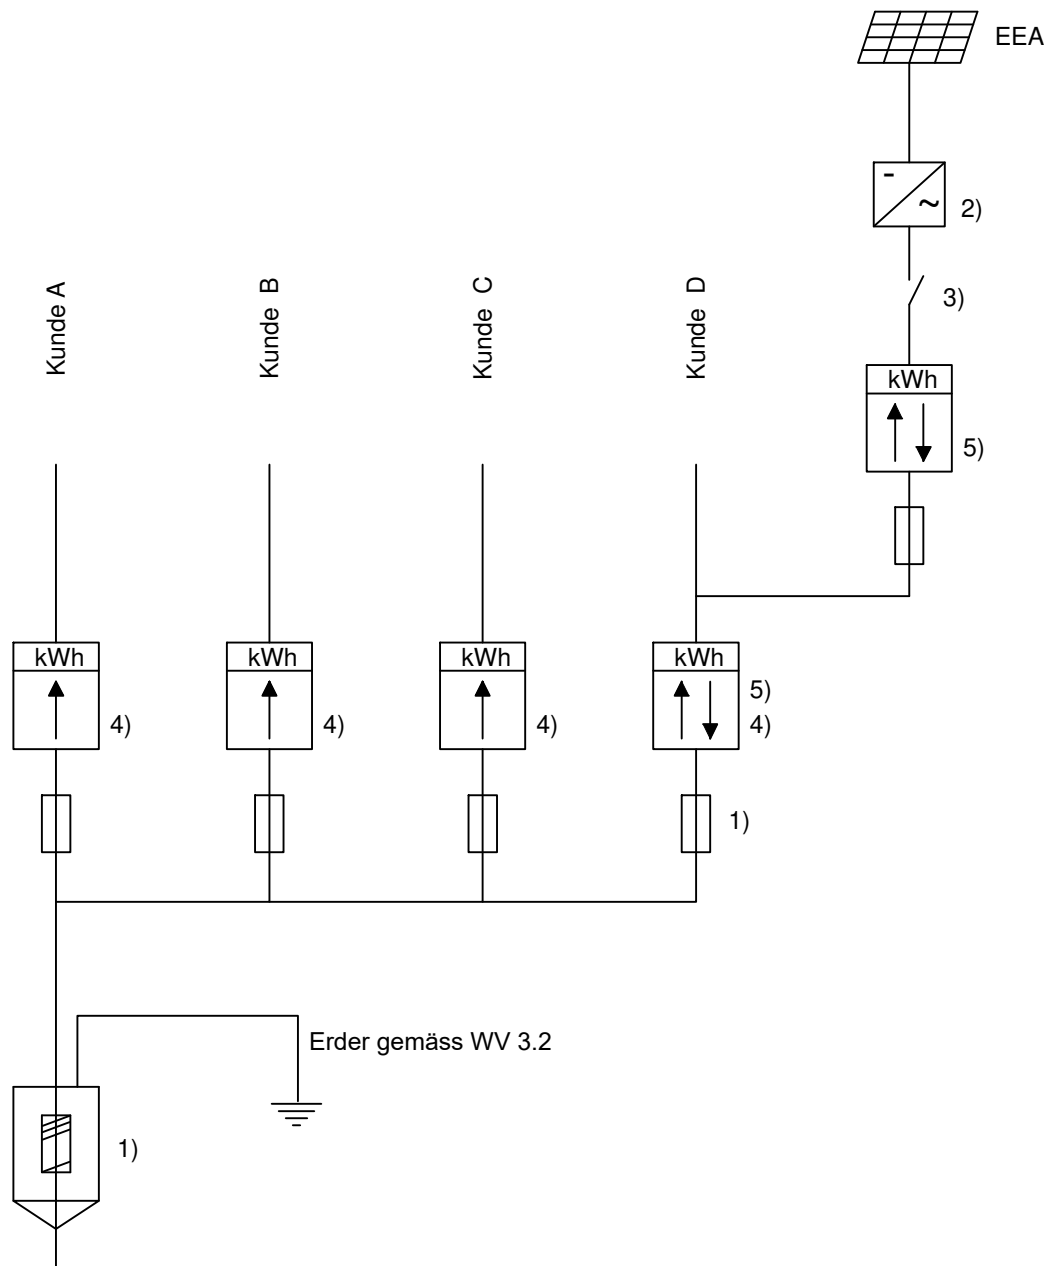 EEA
-
~
2)
3)
Kunde A
Kunde B
Kunde C
Kunde D
kWh
5)
kWh
4)
kWh
4)
kWh
4)
kWh
5)
4)
1)
Erder gemäss WV 3.2
1)